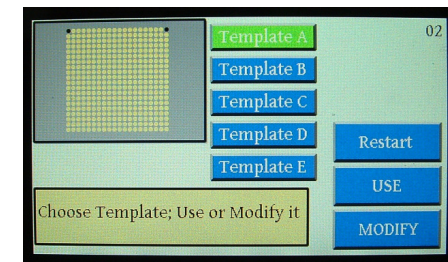 Template A
02
Template B
Template C
Template D
Template E
Restart
USE
MODIFY
Choose Template; Use or Modify it